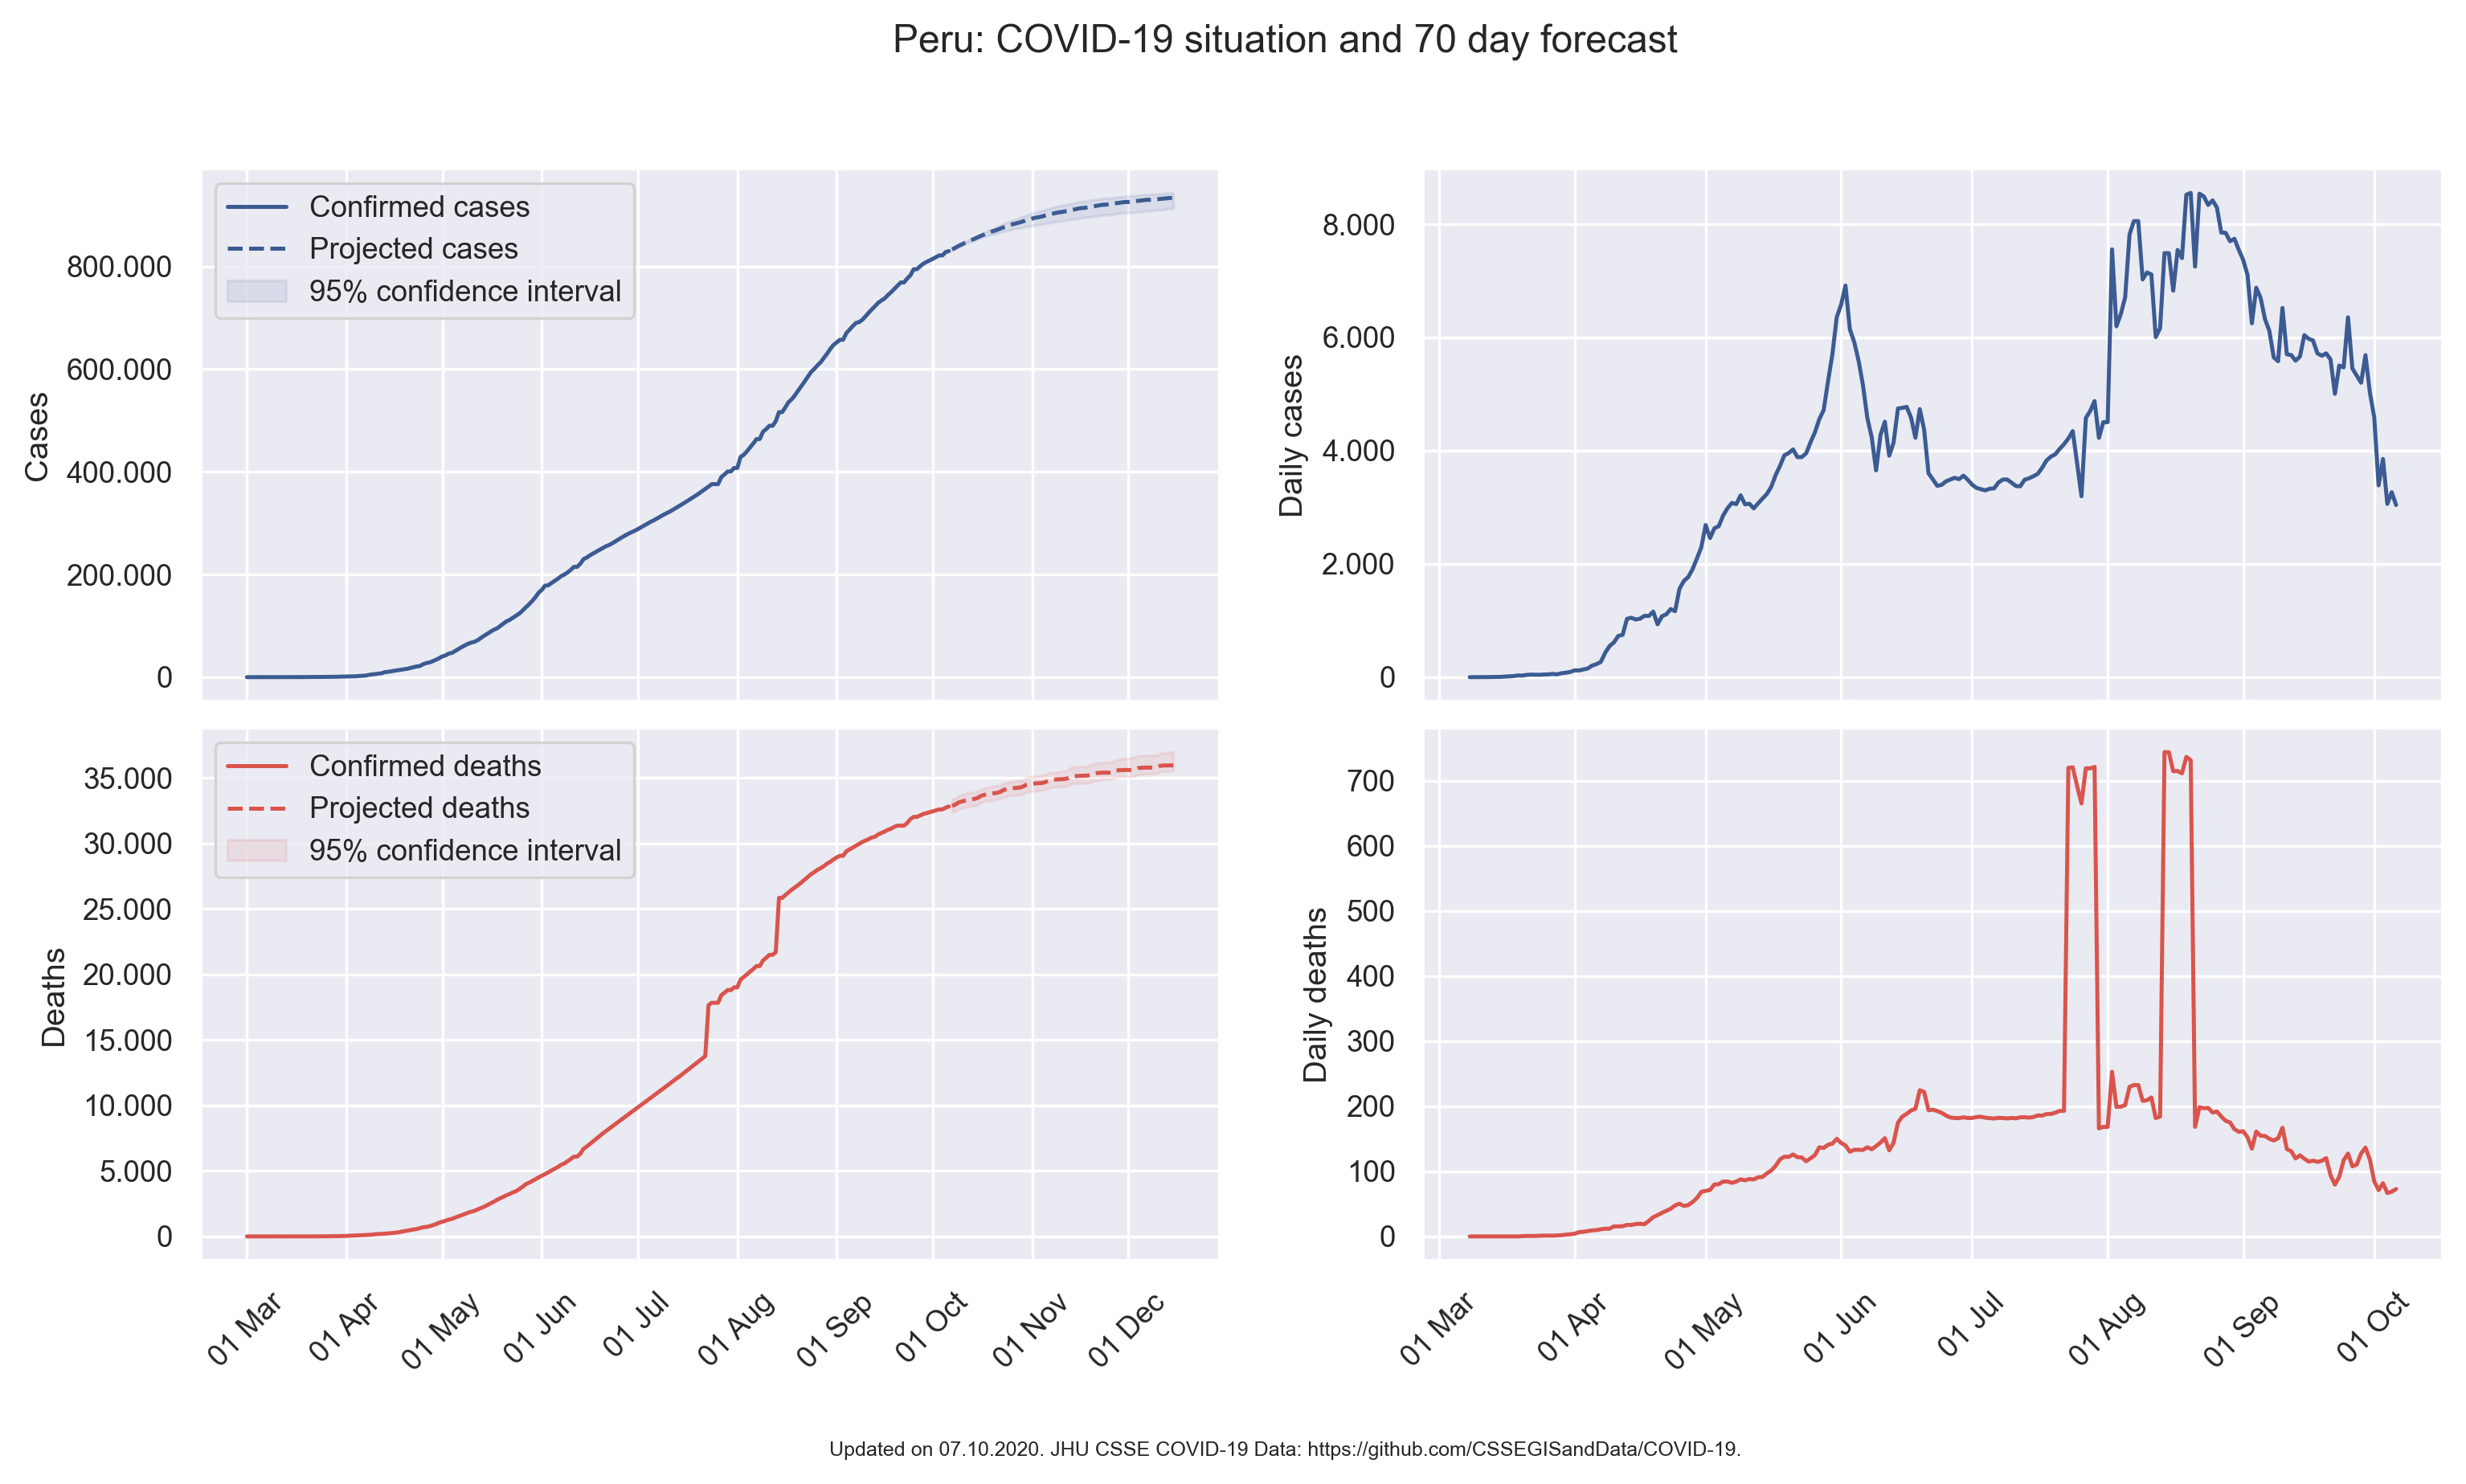 Peru: COVID-19 situation and 70 day forecast
Confirmed cases
Projected cases
95% confidence interval
Cases
800.000
600.000
400.000
200.000
0
Daily cases
8.000
6.000
4.000
2.000
0
Confirmed deaths
Projected deaths
95% confidence interval
Deaths
35.000
30.000
25.000
20.000
15.000
10.000
5.000
0
01 Mar
01 Apr
01 May
01 Jun
01 Jul
01 Aug
01 Sep
01 Oct
01 Nov
01 Dec
Daily deaths
700
600
500
400
300
200
100
0
01 Mar
01 Apr
01 May
01 Jun
01 Jul
01 Aug
01 Sep
01 Oct
Updated on 07.10.2020. JHU CSSE COVID-19 Data: https://github.com/CSSEGISandData/COVID-19.